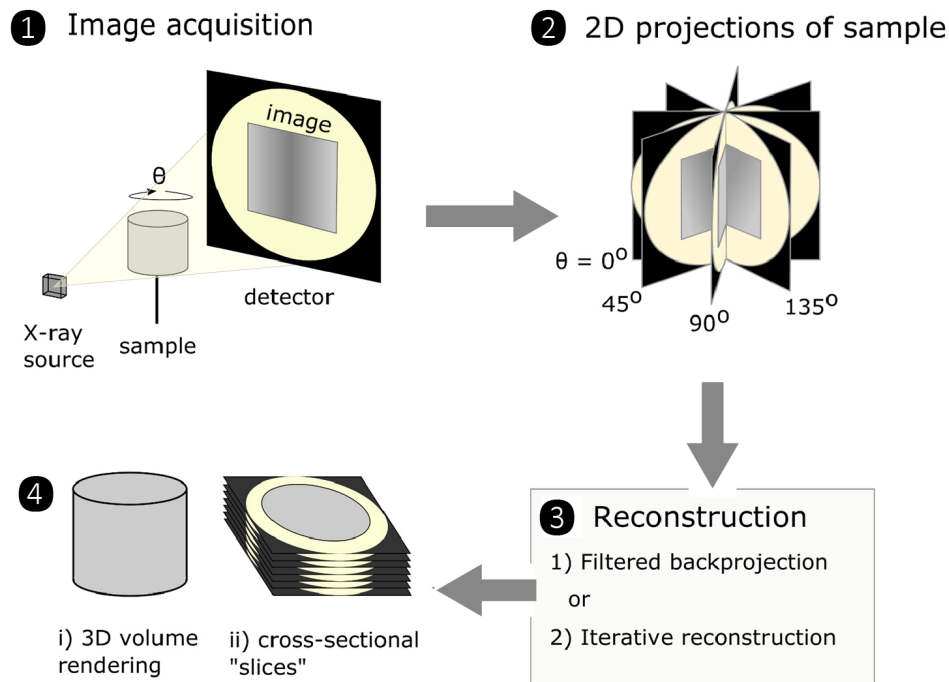 1 Image acquisition
image
θ
detector
X-ray
source
sample
2 2D projections of sample
θ = 0º
45º
90º
135º
3 Reconstruction
1) Filtered backprojection
or
2) Iterative reconstruction
4
i) 3D volume
rendering
ii) cross-sectional
"slices"